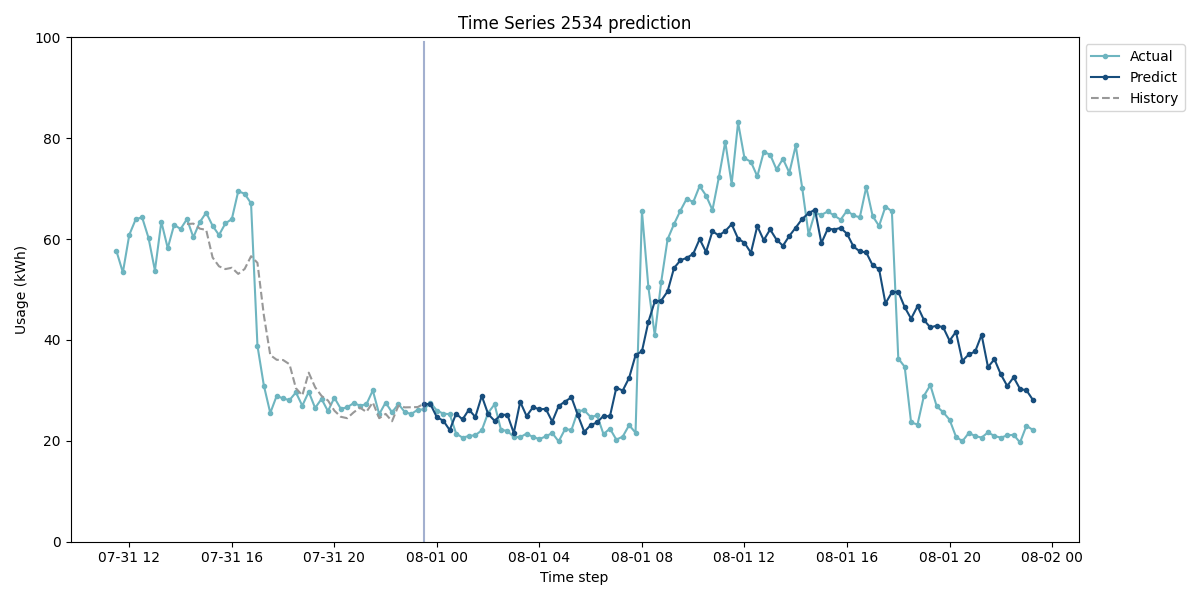 Time Series 2534 prediction
Usage (kWh)
100
80
60
40
20
0
07-31 12
07-31 16
07-31 20
08-01 00
08-01 04
08-01 08
08-01 12
08-01 16
08-01 20
08-02 00
Time step
Actual
Predict
History